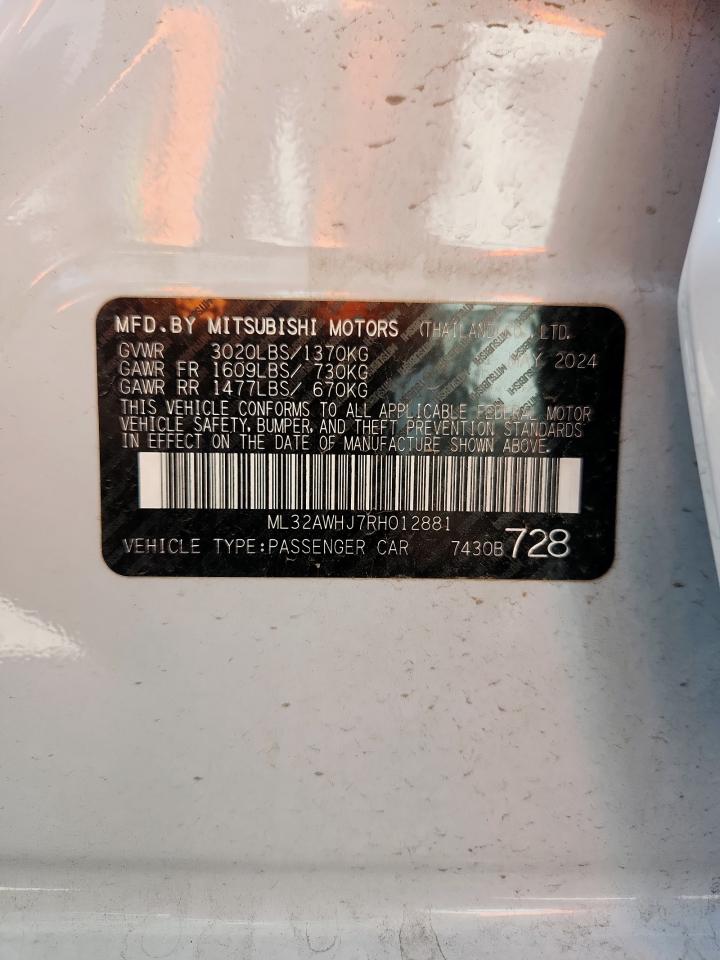 MFD.BY MITSUBISHI MOTORS (THAILAND) CO., LTD.
GVWR 3020LBS/1370KG 2024
GAWR FR 1609LBS/ 730KG
GAWR RR 1477LBS/ 670KG
THIS VEHICLE CONFORMS TO ALL APPLICABLE FEDERAL MOTOR
VEHICLE SAFETY, BUMPER, AND THEFT PREVENTION STANDARDS
IN EFFECT ON THE DATE OF MANUFACTURE SHOWN ABOVE.
ML32AWHJ7RH012881
VEHICLE TYPE:PASSENGER CAR 7430B 728